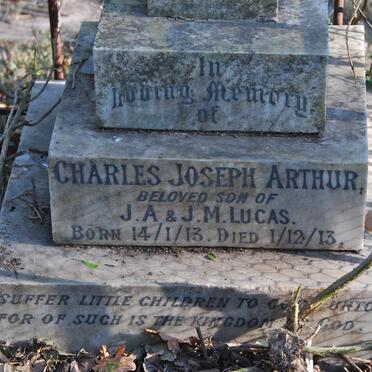 In
Loving Memory
of
CHARLES JOSEPH ARTHUR,
BELOVED SON OF
J.A & J.M. LUCAS.
BORN 14/1/13. DIED 1/12/13.
SUFFER LITTLE CHILDREN TO
FOR OF SUCH IS THE KINGDOM GOD.